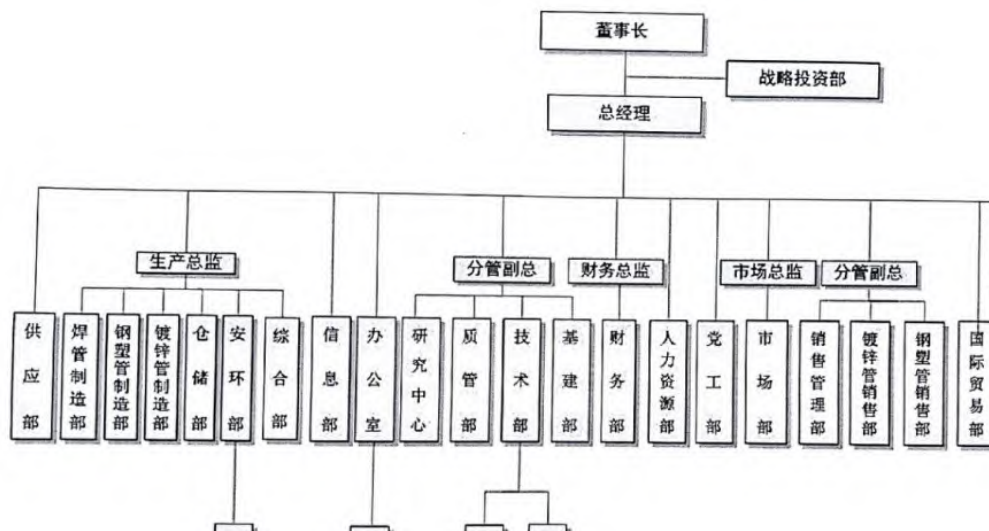 董事长
战略投资部
总经理
生产总监
分管副总
财务总监
市场总监
分管副总
供应部
焊管制造部
钢塑管制造部
镀锌管制造部
仓储部
安环部
综合部
信息部
办公室
研究中心
质管部
技术部
基建部
财务部
人力资源部
党工部
市场部
销售管理部
镀锌管销售部
钢塑管销售部
国际贸易部